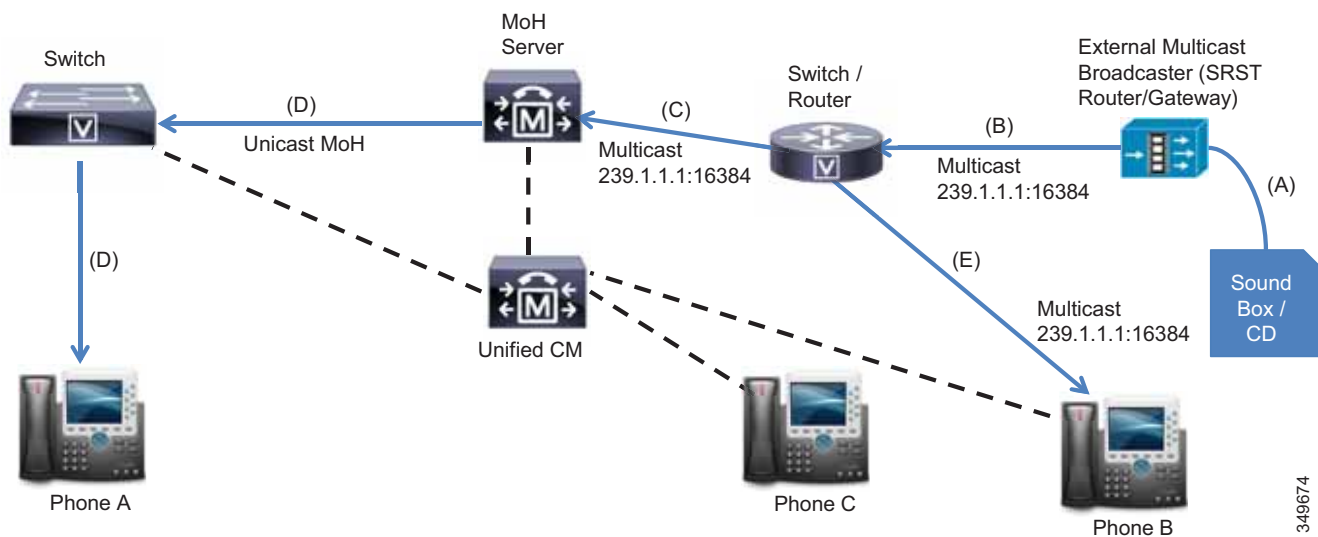 MoH
Server
External Multicast
Broadcaster (SRST
Router/Gateway)
Switch
Switch /
Router
(D)
(C)
(B)
Unicast MoH
Multicast
239.1.1.1:16384
Multicast
239.1.1.1:16384
(A)
V
M
V
(D)
(E)
M
Sound
Box /
CD
Multicast
239.1.1.1:16384
Unified CM
Phone A
Phone C
Phone B
349674